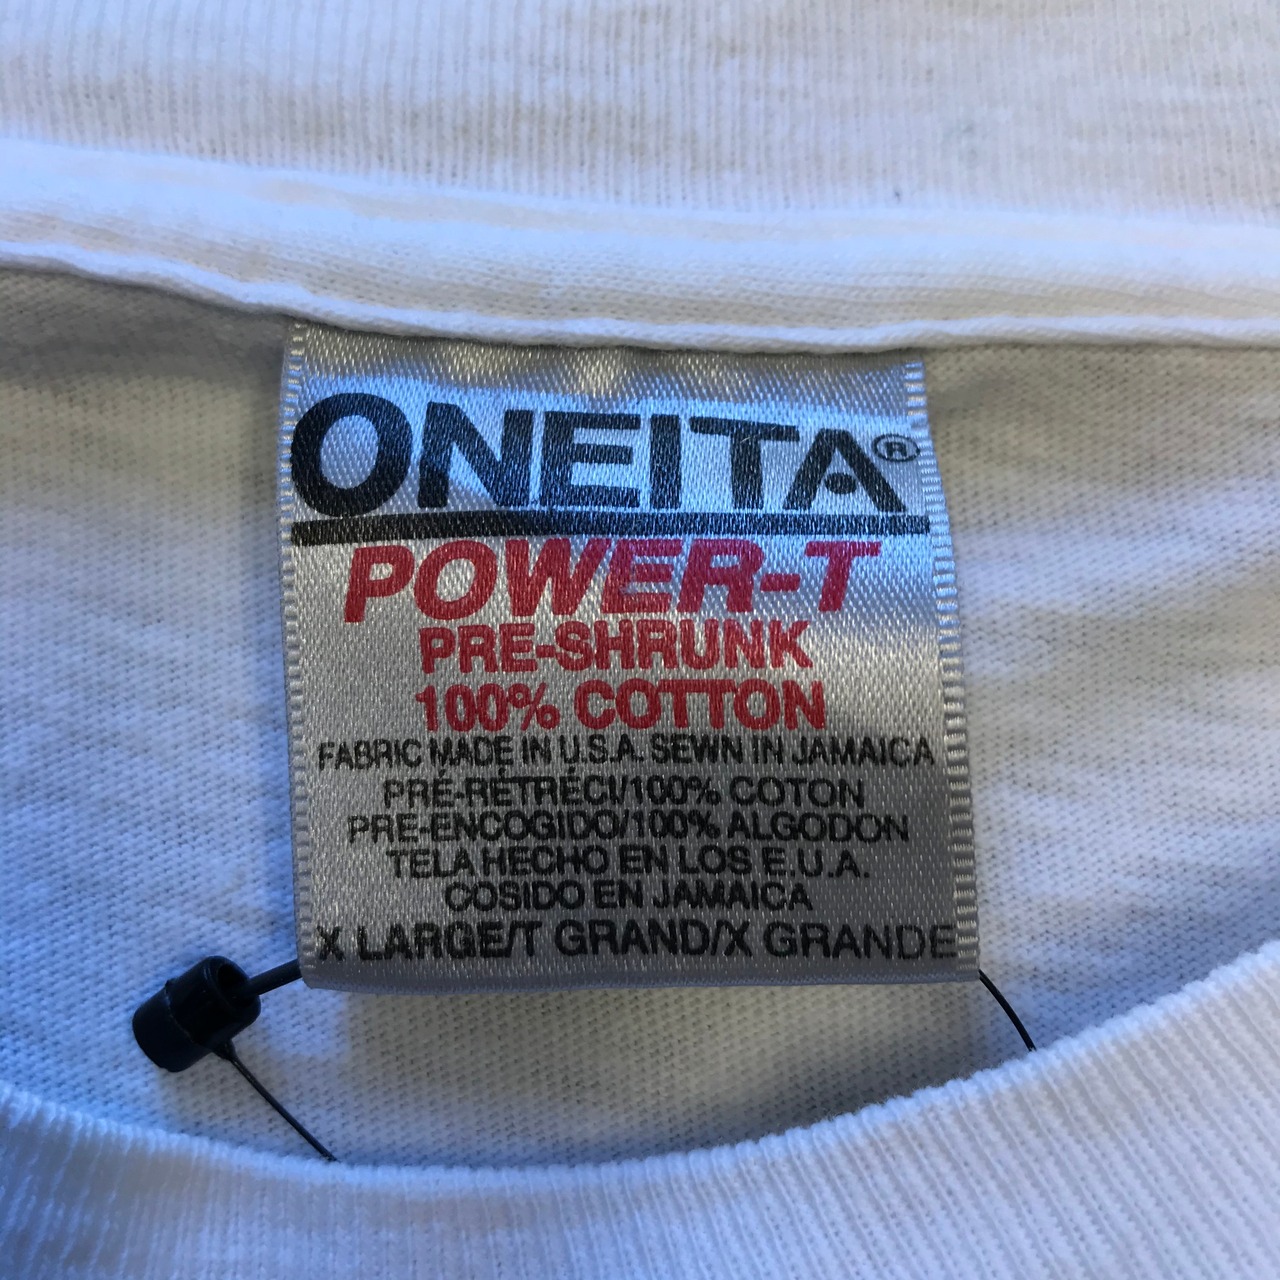 ONEITA®
POWER-T
PRE-SHRUNK
100% COTTON
FABRIC MADE IN U.S.A. SEWN IN JAMAICA
PRÉ-RÉTRÉCI/100% COTON
PRE-ENCOGIDO/100% ALGODON
TELA HECHO EN LOS E.U.A.
COSIDO EN JAMAICA
X LARGE/T GRAND/X GRANDE